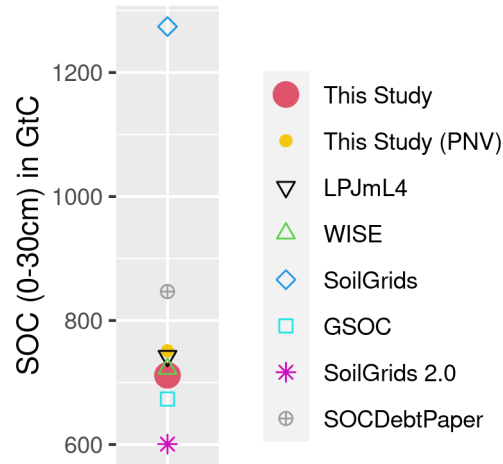 SOC (0-30cm) in GtC
1200
1000
800
600
This Study
This Study (PNV)
LPJmL4
WISE
SoilGrids
GSOC
SoilGrids 2.0
SOCDebtPaper